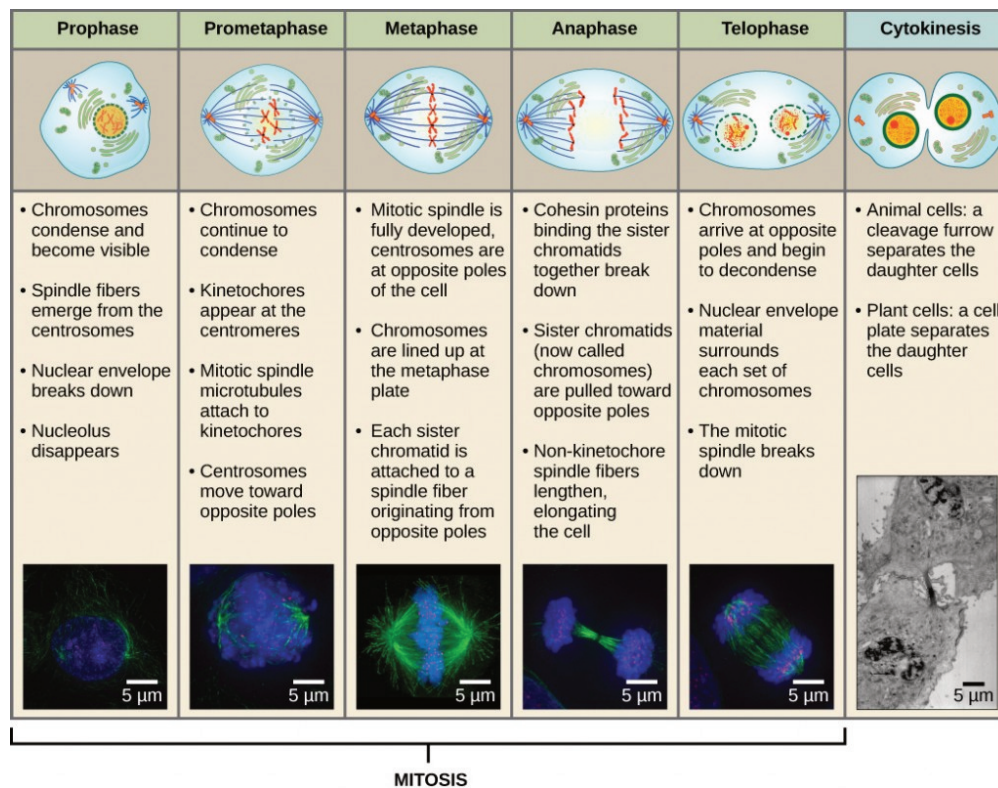 Prophase
Prometaphase
Metaphase
Anaphase
Telophase
Cytokinesis
• Chromosomes
condense and
become visible
• Spindle fibers
emerge from the
centrosomes
• Nuclear envelope
breaks down
• Nucleolus
disappears
5 µm
• Chromosomes
continue to
condense
• Kinetochores
appear at the
centromeres
• Mitotic spindle
microtubules
attach to
kinetochores
• Centrosomes
move toward
opposite poles
5 µm
• Mitotic spindle is
fully developed,
centrosomes are
at opposite poles
of the cell
• Chromosomes
are lined up at
the metaphase
plate
• Each sister
chromatid is
attached to a
spindle fiber
originating from
opposite poles
5 µm
• Cohesin proteins
binding the sister
chromatids
together break
down
• Sister chromatids
(now called
chromosomes)
are pulled toward
opposite poles
• Non-kinetochore
spindle fibers
lengthen,
elongating
the cell
5 µm
• Chromosomes
arrive at opposite
poles and begin
to decondense
• Nuclear envelope
material
surrounds
each set of
chromosomes
• The mitotic
spindle breaks
down
5 µm
• Animal cells: a
cleavage furrow
separates the
daughter cells
• Plant cells: a cell
plate separates
the daughter
cells
5 µm
MITOSIS